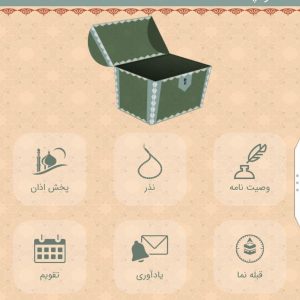 وصیت نامه
نذر
پخش اذان
قبله نما
یادآوری
تقویم